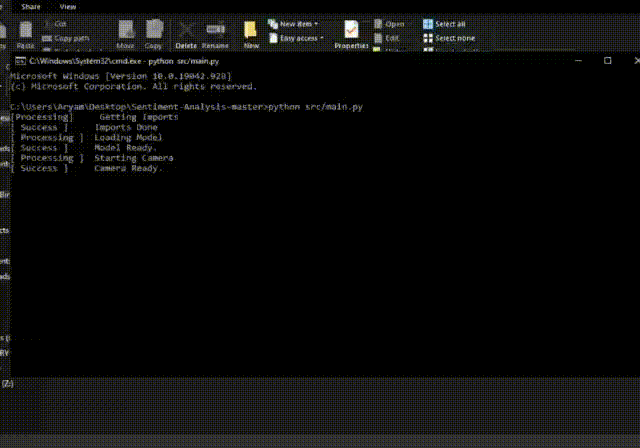 Share View
Cut
Copy path
Paste
Move Copy Delete Rename New
New item
Easy access
Properties
Open
Edit
Select all
Select none
C:\Windows\System32\cmd.exe - python src/main.py
Microsoft Windows [Version 10.0.19042.928]
(c) Microsoft Corporation. All rights reserved.
C:\Users\Aryam\Desktop\Sentiment-Analysis-master>python src/main.py
[Processing] Getting Imports
[ Success ] Imports Done
[ Processing ] Loading Model
[ Success ] Model Ready.
[ Processing ] Starting Camera
[ Success ] Camera Ready.
(Z:)